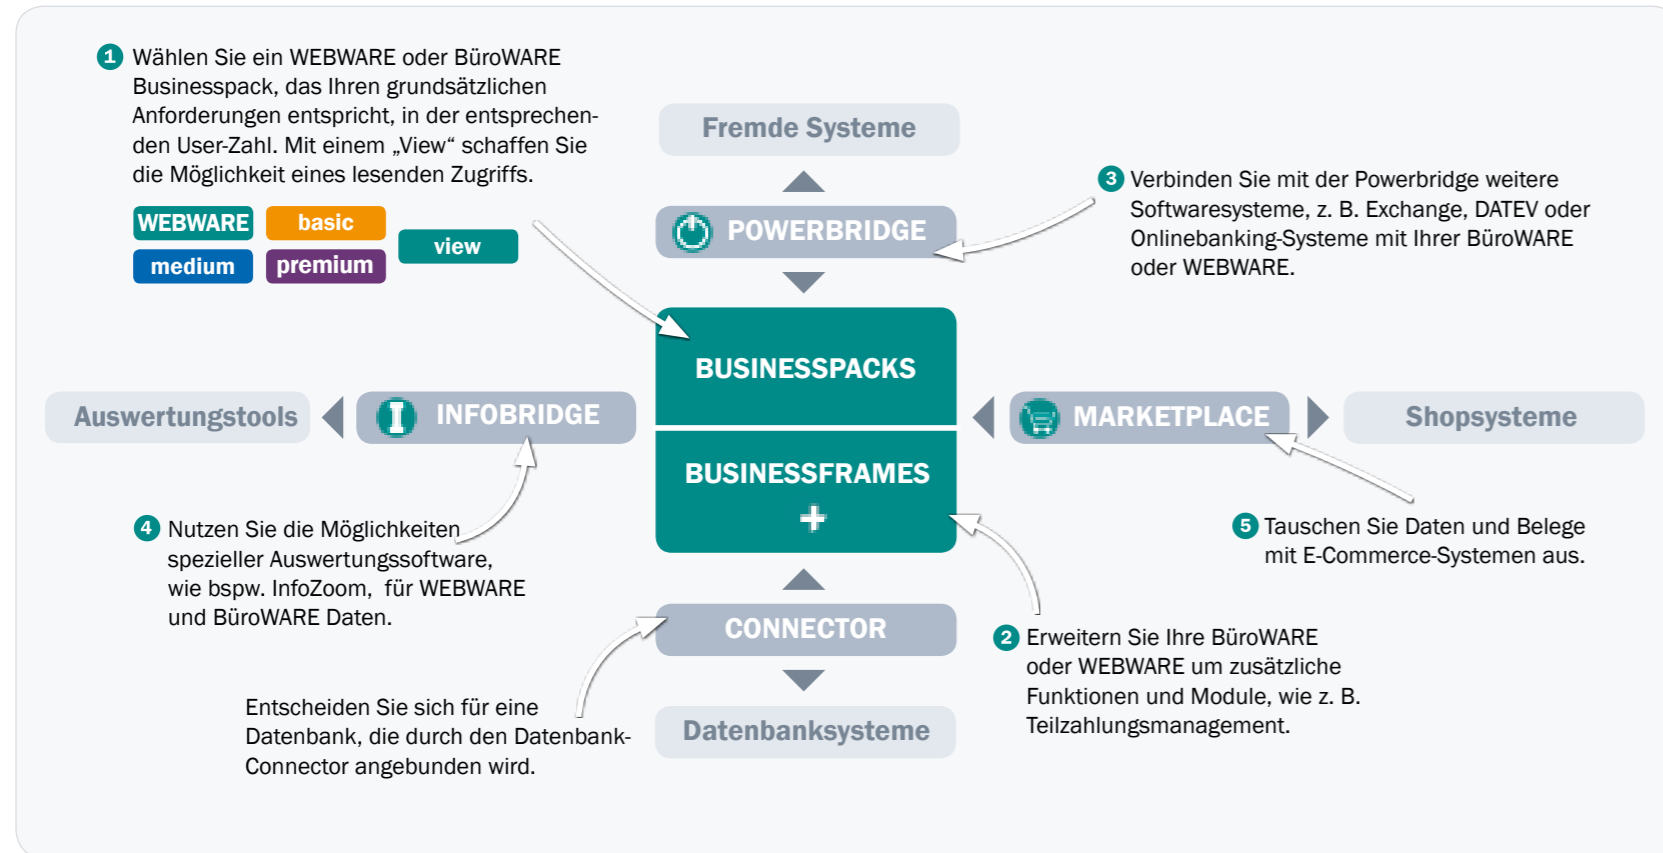 1 Wählen Sie ein WEBWARE oder BüroWARE
Businesspack, das Ihren grundsätzlichen
Anforderungen entspricht, in der entsprechen-
den User-Zahl. Mit einem „View“ schaffen Sie
die Möglichkeit eines lesenden Zugriffs.
WEBWARE
basic
medium
premium
view
Fremde Systeme
POWERBRIDGE
3 Verbinden Sie mit der Powerbridge weitere
Softwaresysteme, z. B. Exchange, DATEV oder
Onlinebanking-Systeme mit Ihrer BüroWARE
oder WEBWARE.
BUSINESSPACKS
Auswertungstools
INFOBRIDGE
MARKETPLACE
Shopsysteme
BUSINESSFRAMES
+
4 Nutzen Sie die Möglichkeiten
spezieller Auswertungssoftware,
wie bspw. InfoZoom, für WEBWARE
und BüroWARE Daten.
5 Tauschen Sie Daten und Belege
mit E-Commerce-Systemen aus.
CONNECTOR
2 Erweitern Sie Ihre BüroWARE
oder WEBWARE um zusätzliche
Funktionen und Module, wie z. B.
Teilzahlungsmanagement.
Entscheiden Sie sich für eine
Datenbank, die durch den Datenbank-
Connector angebunden wird.
Datenbanksysteme